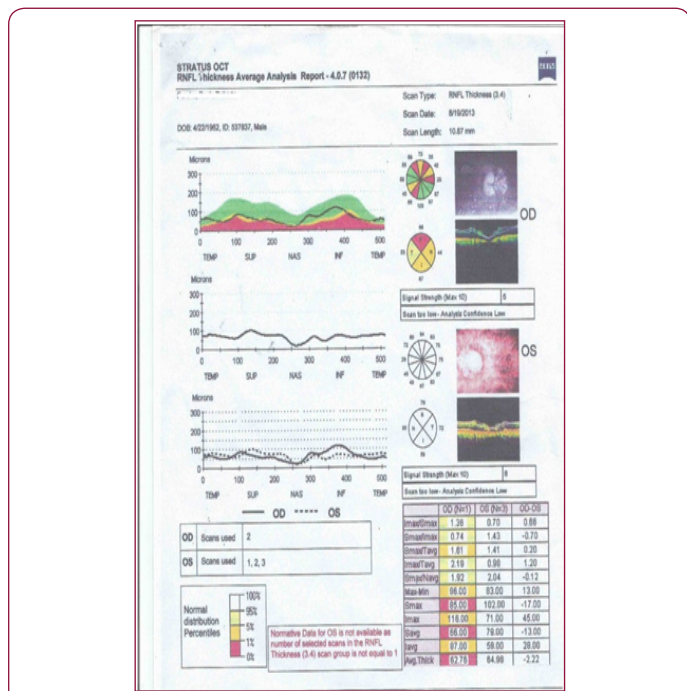 STRATUS OCT
RNFL Thickness Average Analysis Report - 4.0.7 (0132)
ZEISS
DOB: 4/22/1962, ID: 537837, Male
Scan Type: RNFL Thickness (3.4)
Scan Date: 8/19/2013
Scan Length: 10.87 mm
Microns
300
200
100
0
0 100 200 300 400 500
TEMP SUP NAS INF TEMP
OD
Signal Strength (Max 10) 6
Scan too low- Analysis Confidence Low
Microns
300
200
100
0
0 100 200 300 400 500
TEMP SUP NAS INF TEMP
OS
Microns
300
200
100
0
0 100 200 300 400 500
TEMP SUP NAS INF TEMP
OD OS
Signal Strength (Max 10) 6
Scan too low- Analysis Confidence Low
OD Scans used 2
OS Scans used 1, 2, 3
OD (N=1) OS (N=3) OD-OS
Imax/Smax 1.36 0.70 0.66
Smax/Imax 0.74 1.43 -0.70
Smax/Tavg 1.61 1.41 0.20
Imax/Tavg 2.19 0.98 1.20
Smax/Navg 1.92 2.04 -0.12
Max-Min 96.00 83.00 13.00
Smax 85.00 102.00 -17.00
Imax 116.00 71.00 45.00
Savg 66.00 79.00 -13.00
Iavg 87.00 59.00 28.00
Avg.Thick 62.76 64.98 -2.22
Normal distribution Percentiles
100%
95%
5%
1%
0%
Normative Data for OS is not available as
number of selected scans in the RNFL
Thickness (3.4) scan group is not equal to 1